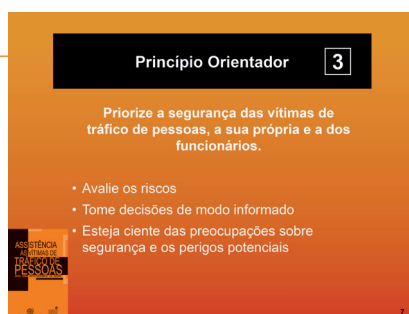 Princípio Orientador 3
Priorize a segurança das vítimas de
tráfico de pessoas, a sua própria e a dos
funcionários.
• Avalie os riscos
• Tome decisões de modo informado
• Esteja ciente das preocupações sobre
segurança e os perigos potenciais
ASSISTÊNCIA
ÀS VÍTIMAS DE
TRÁFICO DE
PESSOAS
7